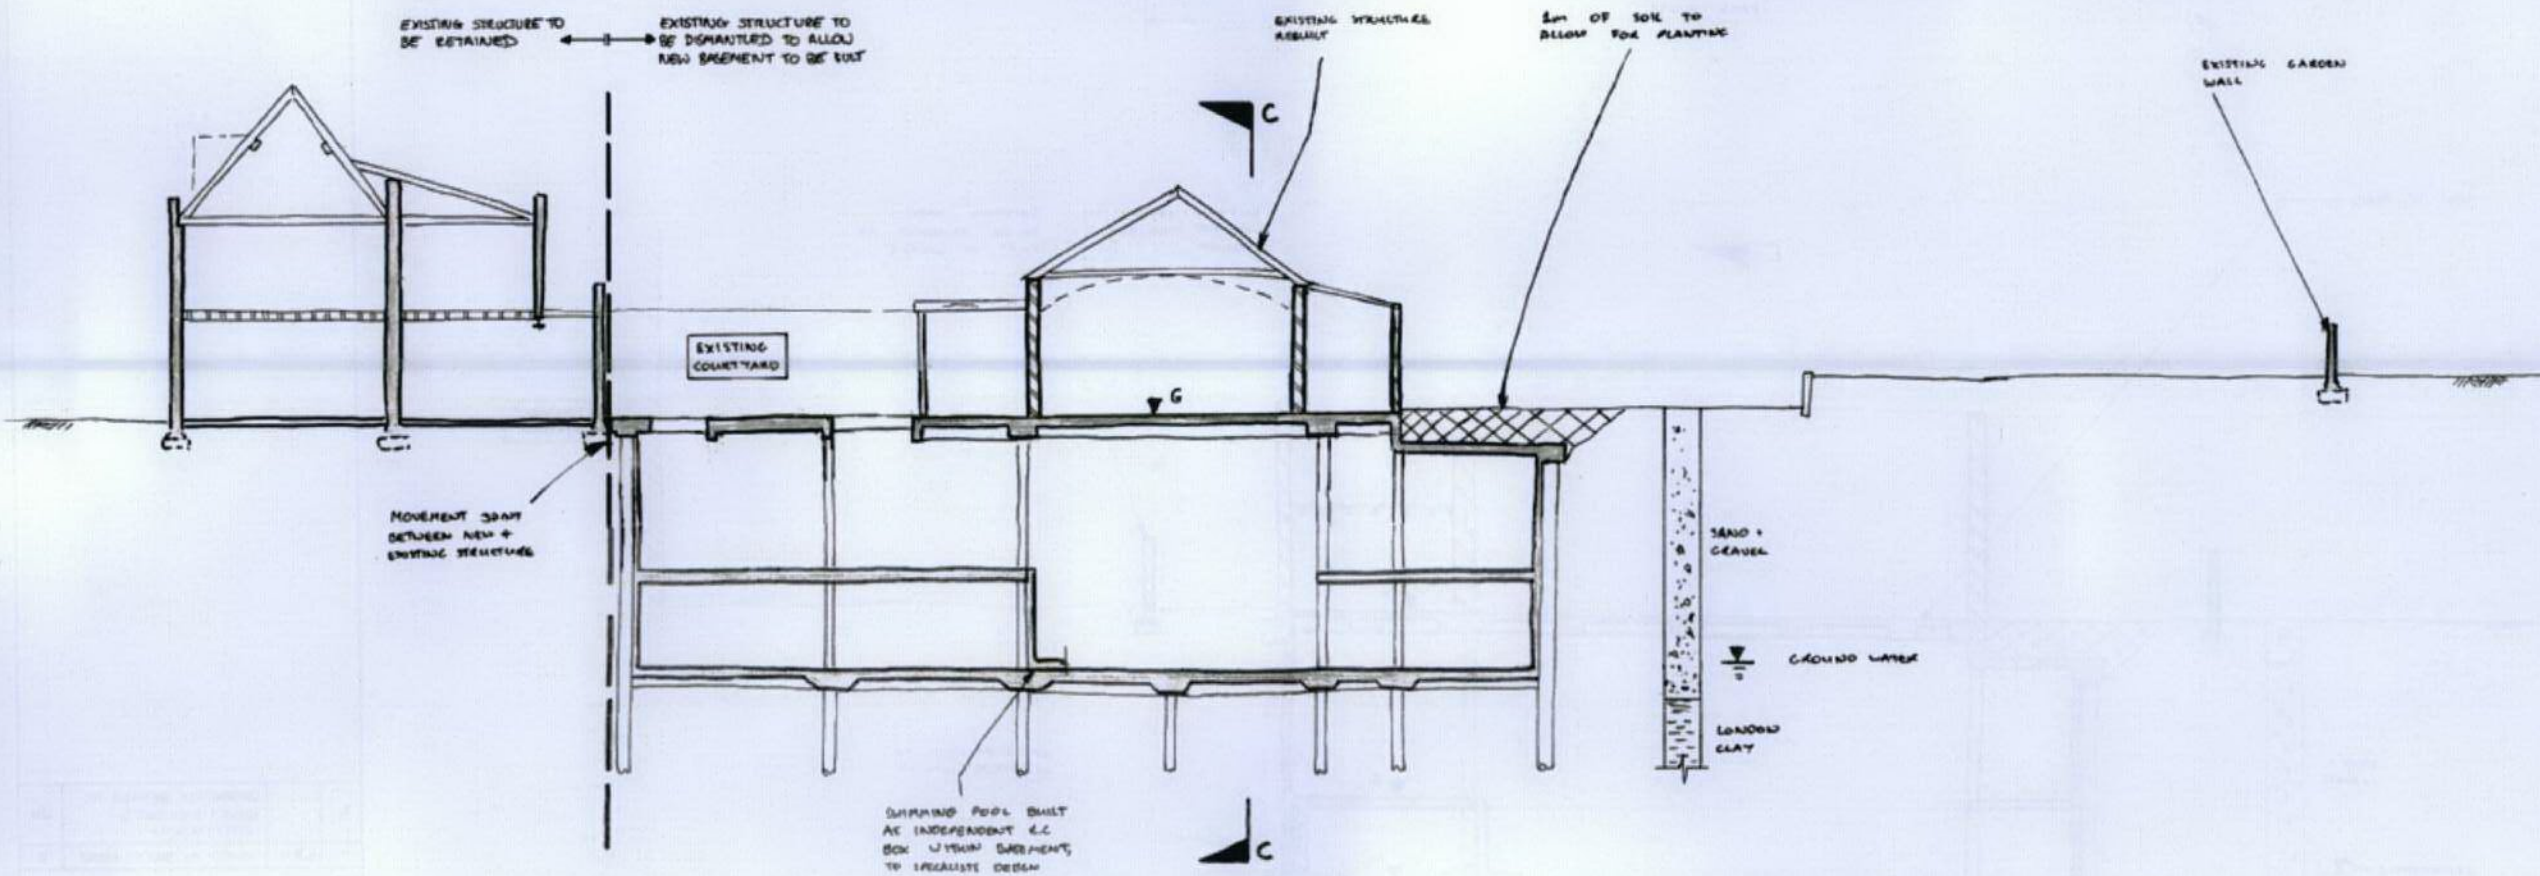 EXISTING STRUCTURE TO
BE RETAINED
EXISTING STRUCTURE TO
BE DISMANTLED TO ALLOW
NEW BASEMENT TO BE BUILT
EXISTING STRUCTURE
REBUILT
1m OF SOIL TO
ALLOW FOR PLANTING
EXISTING GARDEN
WALL
C
EXISTING
COURTYARD
G
MOVEMENT JOINT
BETWEEN NEW +
EXISTING STRUCTURE
SAND +
GRAVEL
GROUND WATER
LONDON
CLAY
SWIMMING POOL BUILT
AS INDEPENDENT R.C
BOX WITHIN BASEMENT,
TO SPECIALISTS DESIGN
C